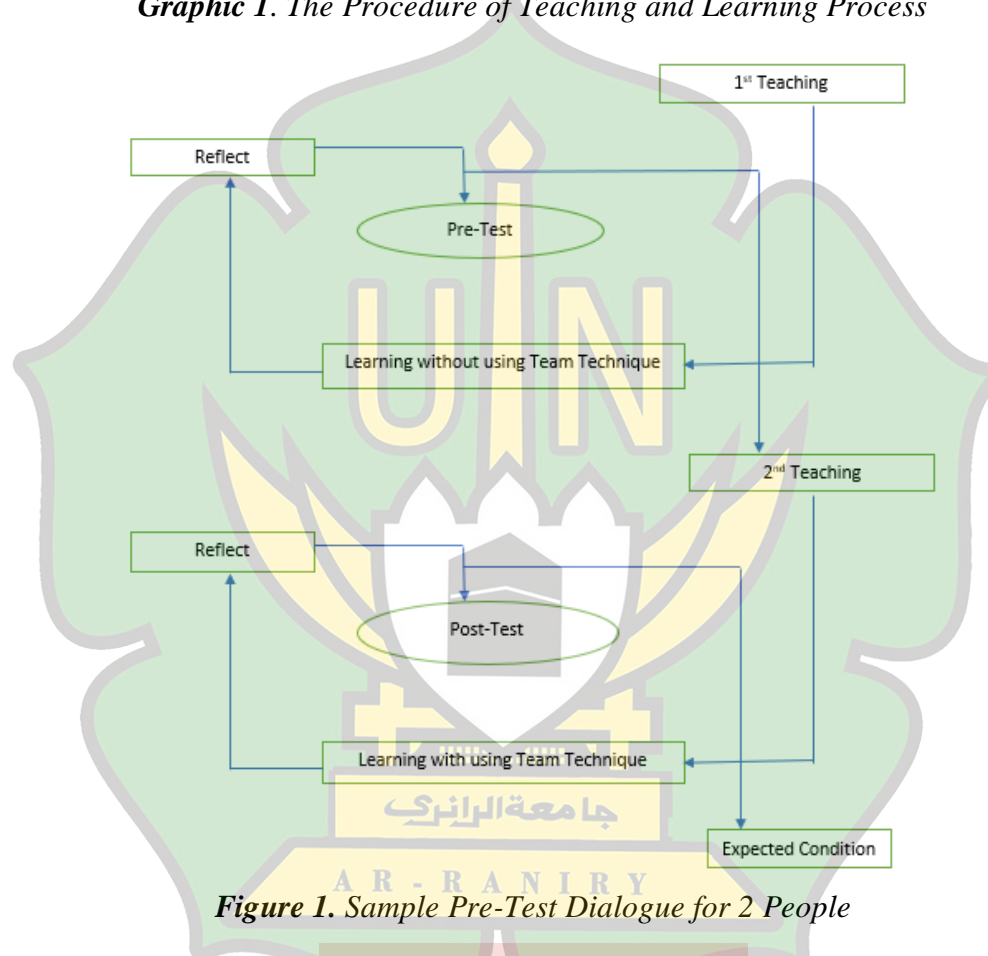 Graphic 1. The Procedure of Teaching and Learning Process
1st Teaching
Reflect
Pre-Test
UIN
Learning without using Team Technique
2nd Teaching
Reflect
Post-Test
Learning with using Team Technique
جامعةالرانري
Expected Condition
AR-RANIRY
Figure 1. Sample Pre-Test Dialogue for 2 People